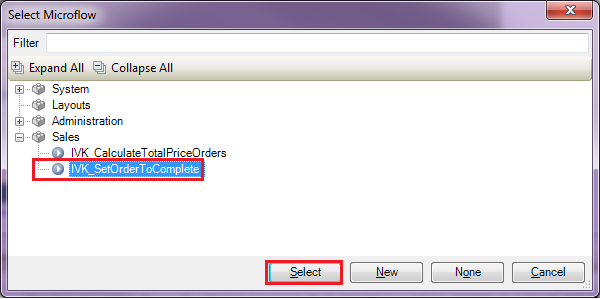 Select Microflow
Filter
Expand All Collapse All
System
Layouts
Administration
Sales
IVK_CalculateTotalPriceOrders
IVK_SetOrderToComplete
Select New None Cancel